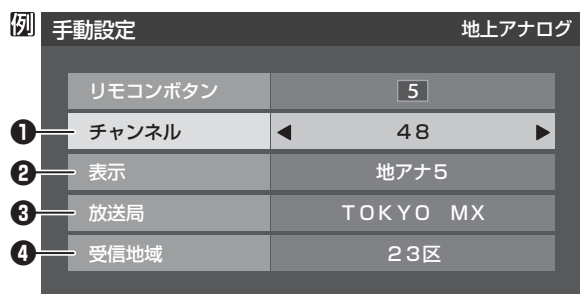 例 手動設定 地上アナログ
リモコンボタン 5
❶ チャンネル ◀ 48 ▶
❷ 表示 地アナ5
❸ 放送局 TOKYO MX
❹ 受信地域 23区